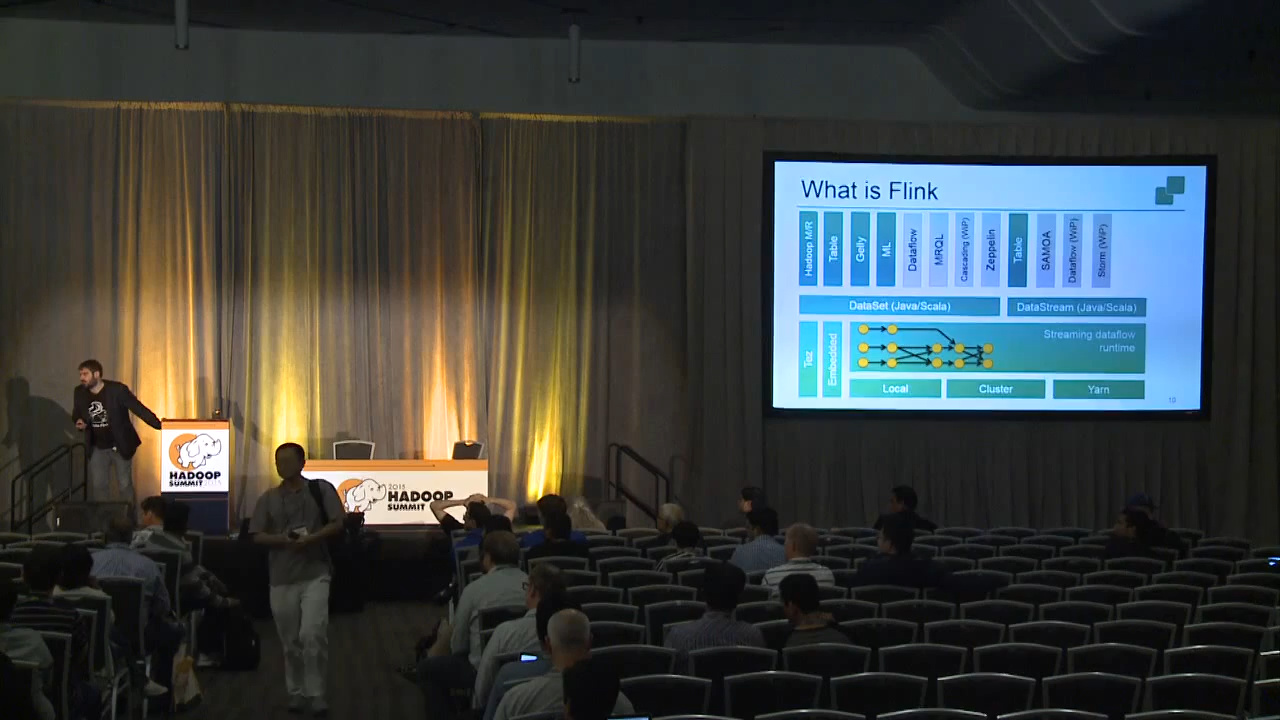 What is Flink
Hadoop M/R
Table
Gelly
ML
Dataflow
MRQL
Cascading (WiP)
Zeppelin
Table
SAMOA
Dataflow (WiP)
Storm (WiP)
DataSet (Java/Scala)
DataStream (Java/Scala)
Tez
Embedded
Streaming dataflow
runtime
Local
Cluster
Yarn
HADOOP
SUMMIT
2015
HADOOP
SUMMIT